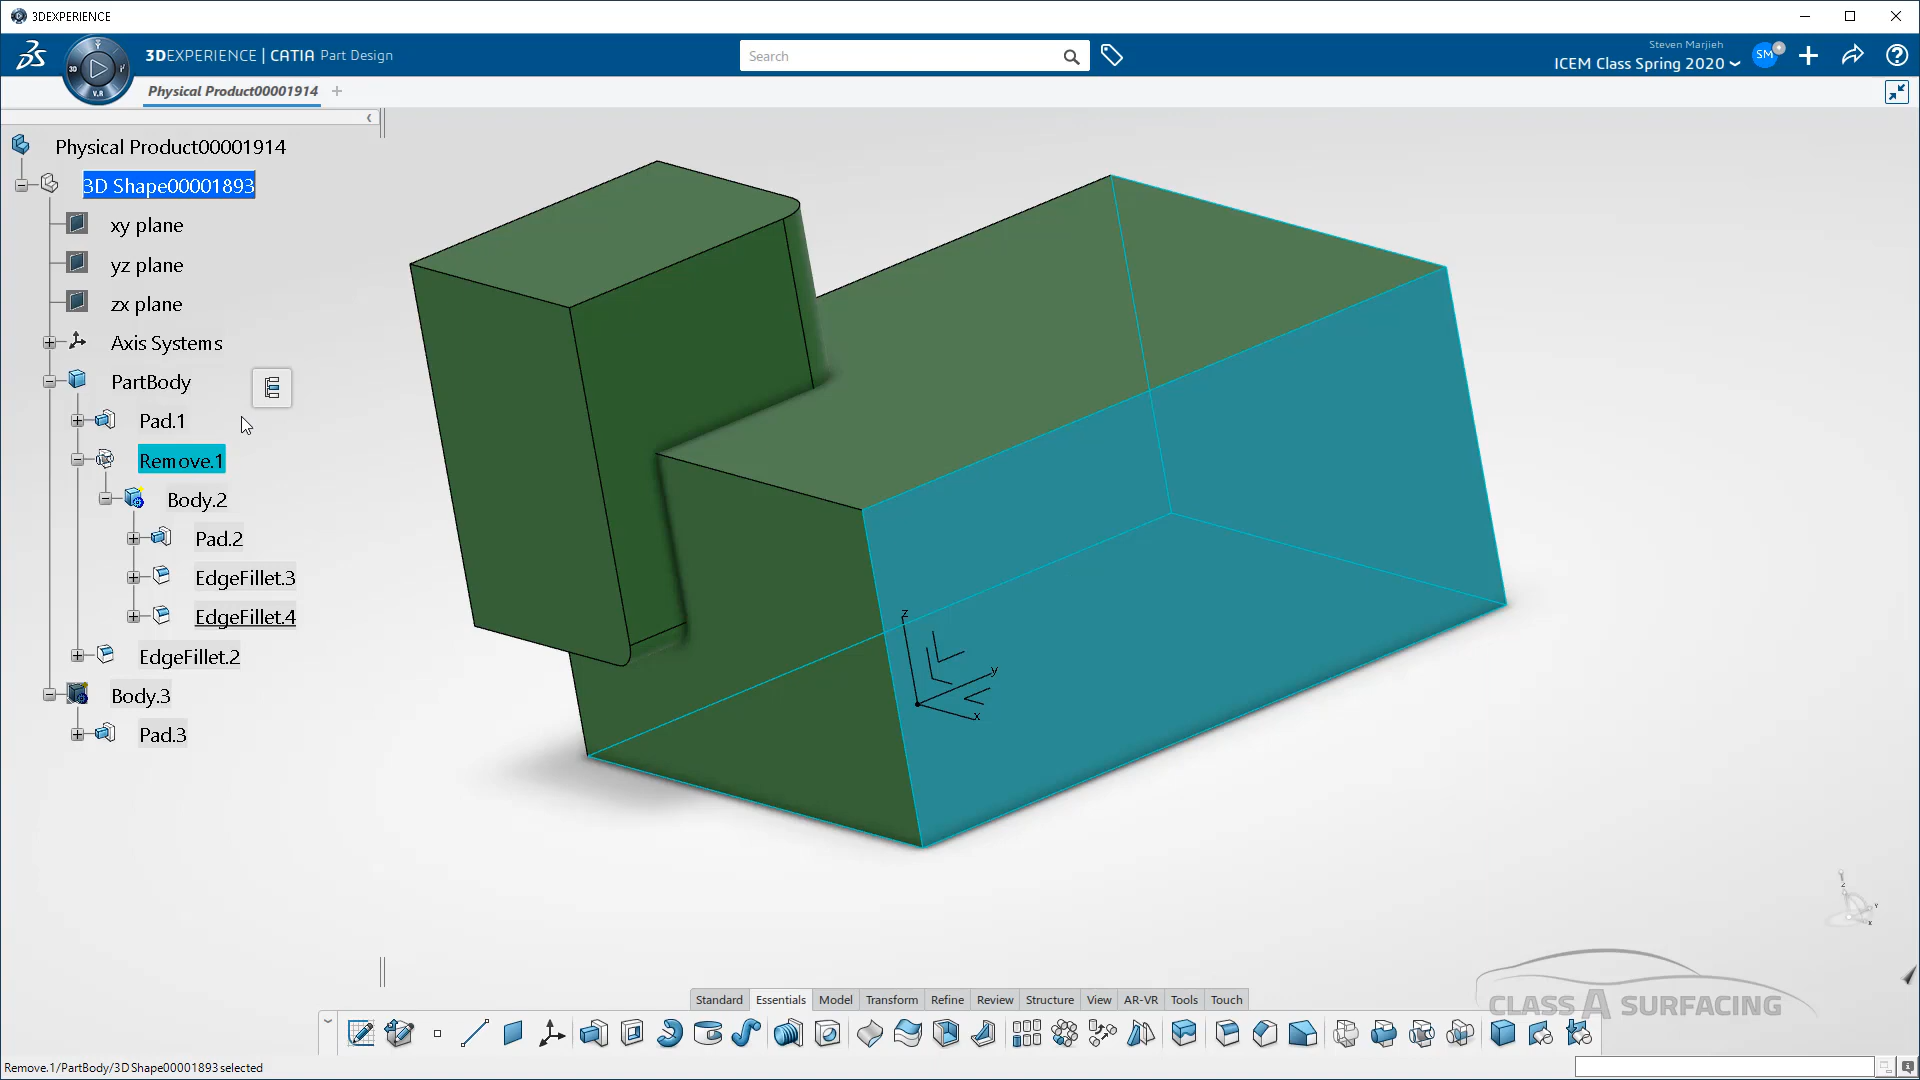 3DEXPERIENCE
3DEXPERIENCE | CATIA Part Design
Search
Steven Marjieh
ICEM Class Spring 2020
SM
3D
V.R
Physical Product00001914
Physical Product00001914
3D Shape00001893
xy plane
yz plane
zx plane
Axis Systems
PartBody
Pad.1
Remove.1
Body.2
Pad.2
EdgeFillet.3
EdgeFillet.4
EdgeFillet.2
Body.3
Pad.3
z
y
x
Z
Y
X
CLASS A SURFACING
Standard
Essentials
Model
Transform
Refine
Review
Structure
View
AR-VR
Tools
Touch
Remove.1/PartBody/3DShape00001893 selected